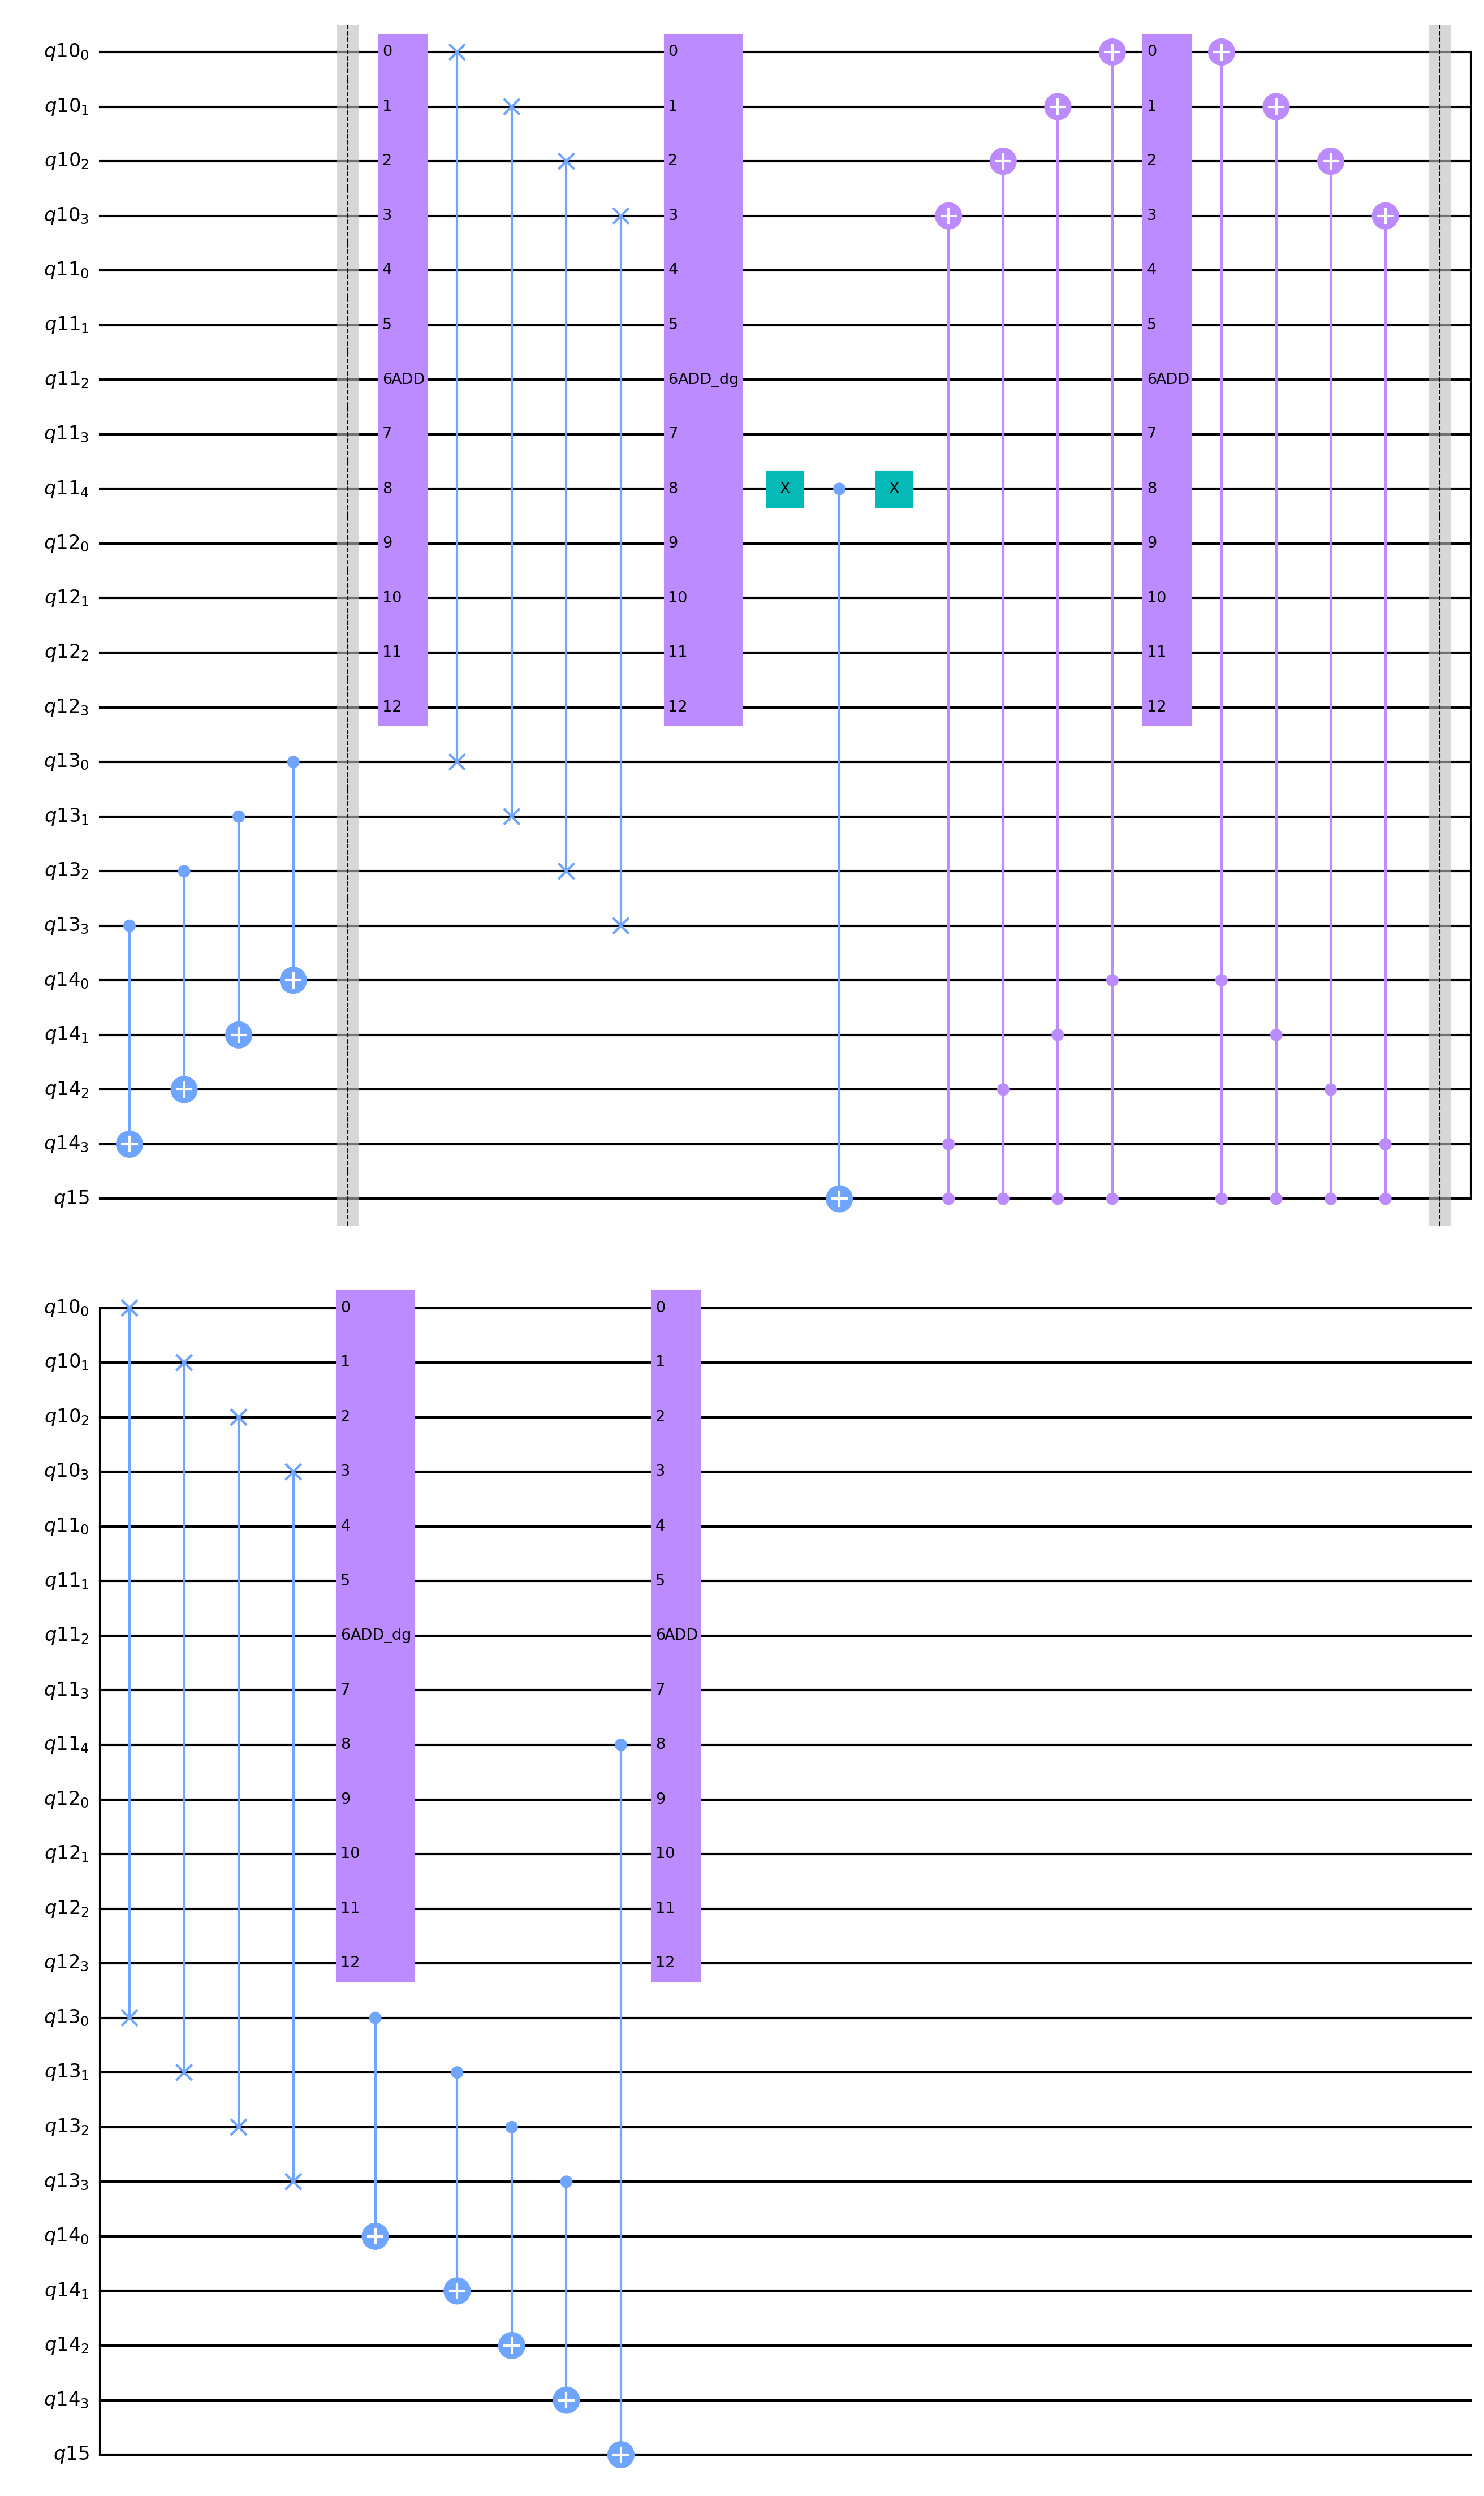 q10₀ 0 0 0
q10₁ 1 1 1
q10₂ 2 2 2
q10₃ 3 3 3
q11₀ 4 4 4
q11₁ 5 5 5
q11₂ 6ADD 6ADD_dg 6ADD
q11₃ 7 7 7
q11₄ 8 8 X X 8
q12₀ 9 9 9
q12₁ 10 10 10
q12₂ 11 11 11
q12₃ 12 12 12
q13₀
q13₁
q13₂
q13₃
q14₀
q14₁
q14₂
q14₃
q15
q10₀ 0 0
q10₁ 1 1
q10₂ 2 2
q10₃ 3 3
q11₀ 4 4
q11₁ 5 5
q11₂ 6ADD_dg 6ADD
q11₃ 7 7
q11₄ 8 8
q12₀ 9 9
q12₁ 10 10
q12₂ 11 11
q12₃ 12 12
q13₀
q13₁
q13₂
q13₃
q14₀
q14₁
q14₂
q14₃
q15